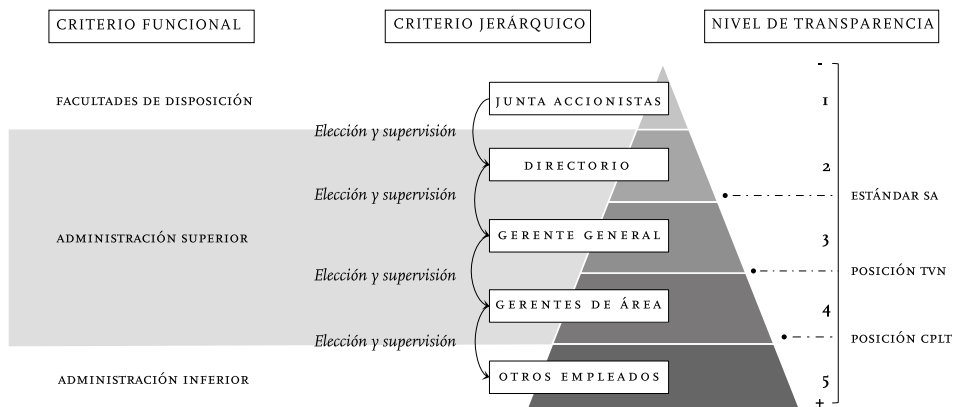 CRITERIO FUNCIONAL
CRITERIO JERÁRQUICO
NIVEL DE TRANSPARENCIA
-
FACULTADES DE DISPOSICIÓN
JUNTA ACCIONISTAS
1
Elección y supervisión
DIRECTORIO
2
Elección y supervisión
ESTÁNDAR SA
ADMINISTRACIÓN SUPERIOR
GERENTE GENERAL
3
Elección y supervisión
POSICIÓN TVN
GERENTES DE ÁREA
4
Elección y supervisión
POSICIÓN CPLT
ADMINISTRACIÓN INFERIOR
OTROS EMPLEADOS
5
+